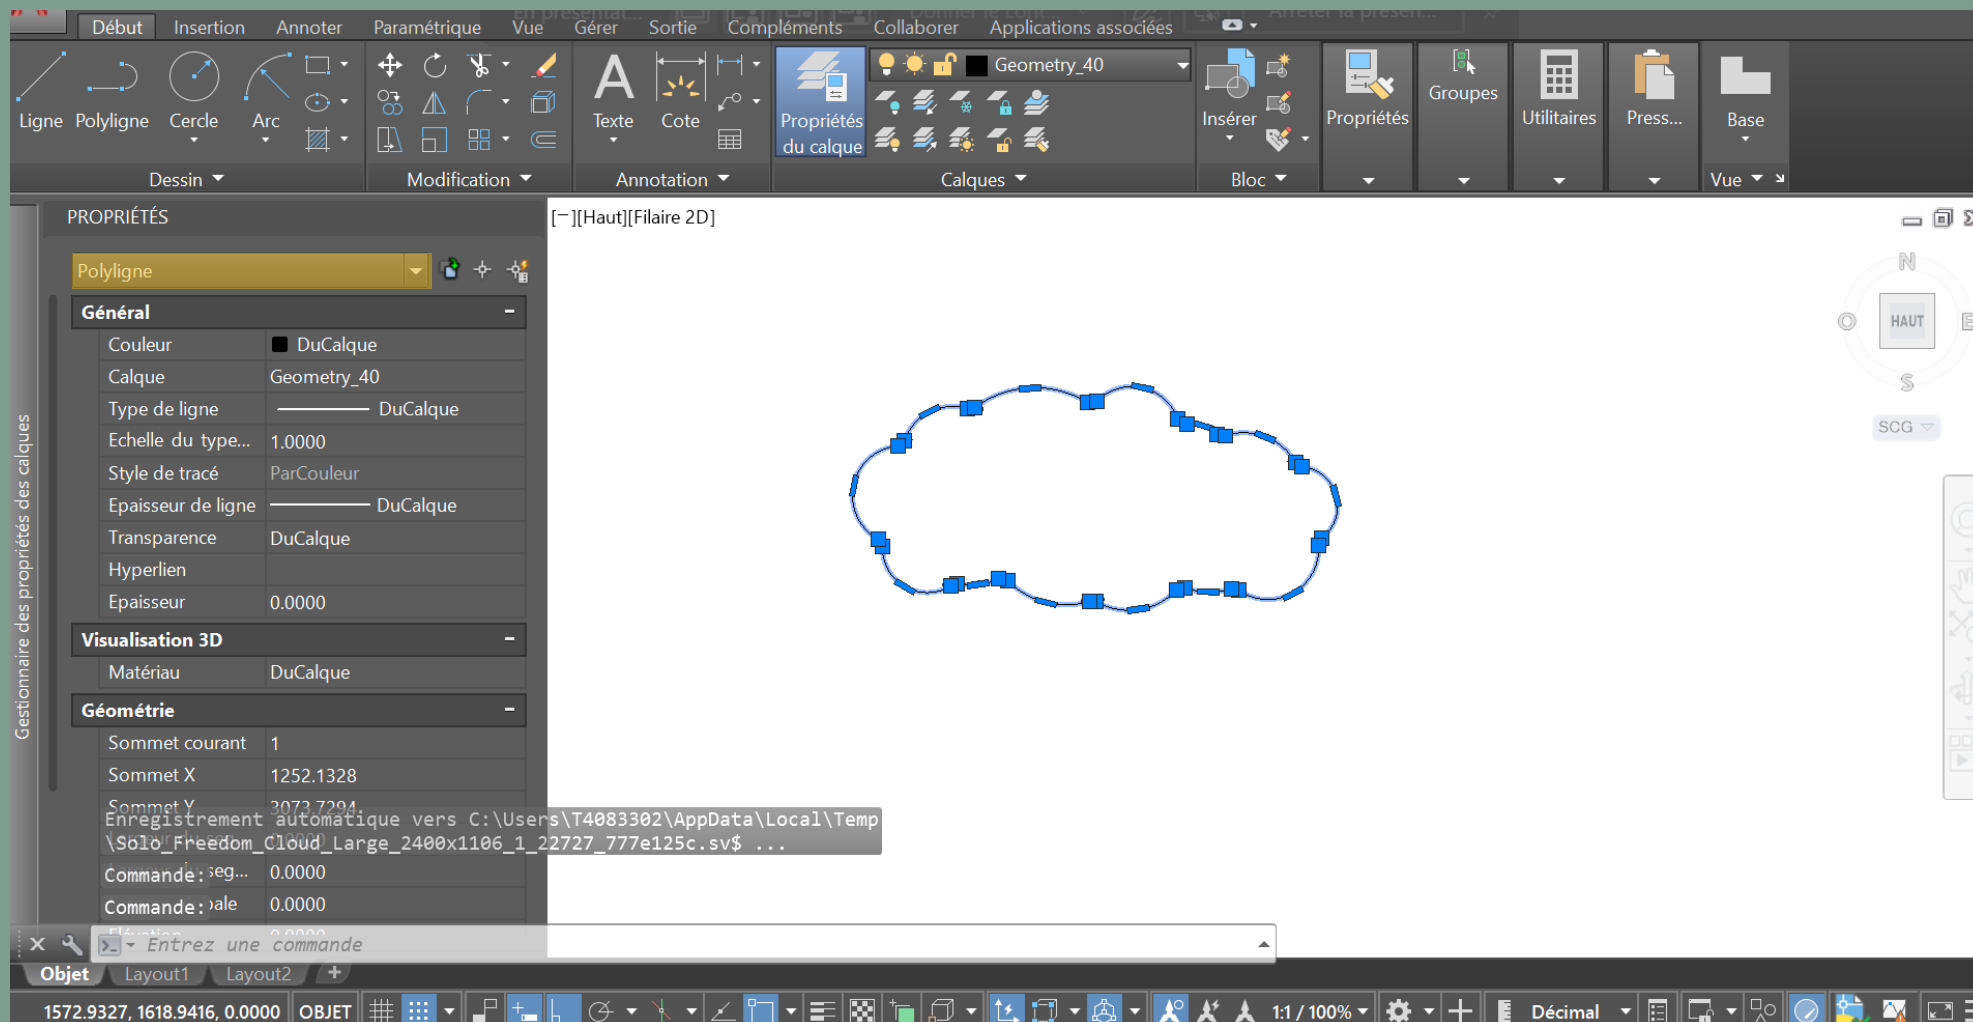 Début Insertion Annoter Paramétrique Vue Gérer Sortie Compléments Collaborer Applications associées
Geometry_40
Ligne Polyligne Cercle Arc
Texte Cote
Propriétés
du calque
Insérer
Propriétés
Groupes
Utilitaires
Press...
Base
Dessin Modification Annotation Calques Bloc Vue
PROPRIÉTÉS
[−][Haut][Filaire 2D]
Polyligne
Général
Couleur DuCalque
Calque Geometry_40
Type de ligne DuCalque
Echelle du type... 1.0000
Style de tracé ParCouleur
Epaisseur de ligne DuCalque
Transparence DuCalque
Hyperlien
Epaisseur 0.0000
Visualisation 3D
Matériau DuCalque
Géométrie
Sommet courant 1
Sommet X 1252.1328
Sommet Y 3073.7294
Enregistrement automatique vers C:\Users\T4083302\AppData\Local\Temp
\Solo_Freedom_Cloud_Large_2400x1106_1_22727_777e125c.sv$ ...
Commande: seg... 0.0000
Commande: 0.0000
Entrez une commande
Gestionnaire des propriétés des calques
N
O HAUT E
S
SCG
Objet Layout1 Layout2 +
1572.9327, 1618.9416, 0.0000 OBJET 1:1 / 100% Décimal